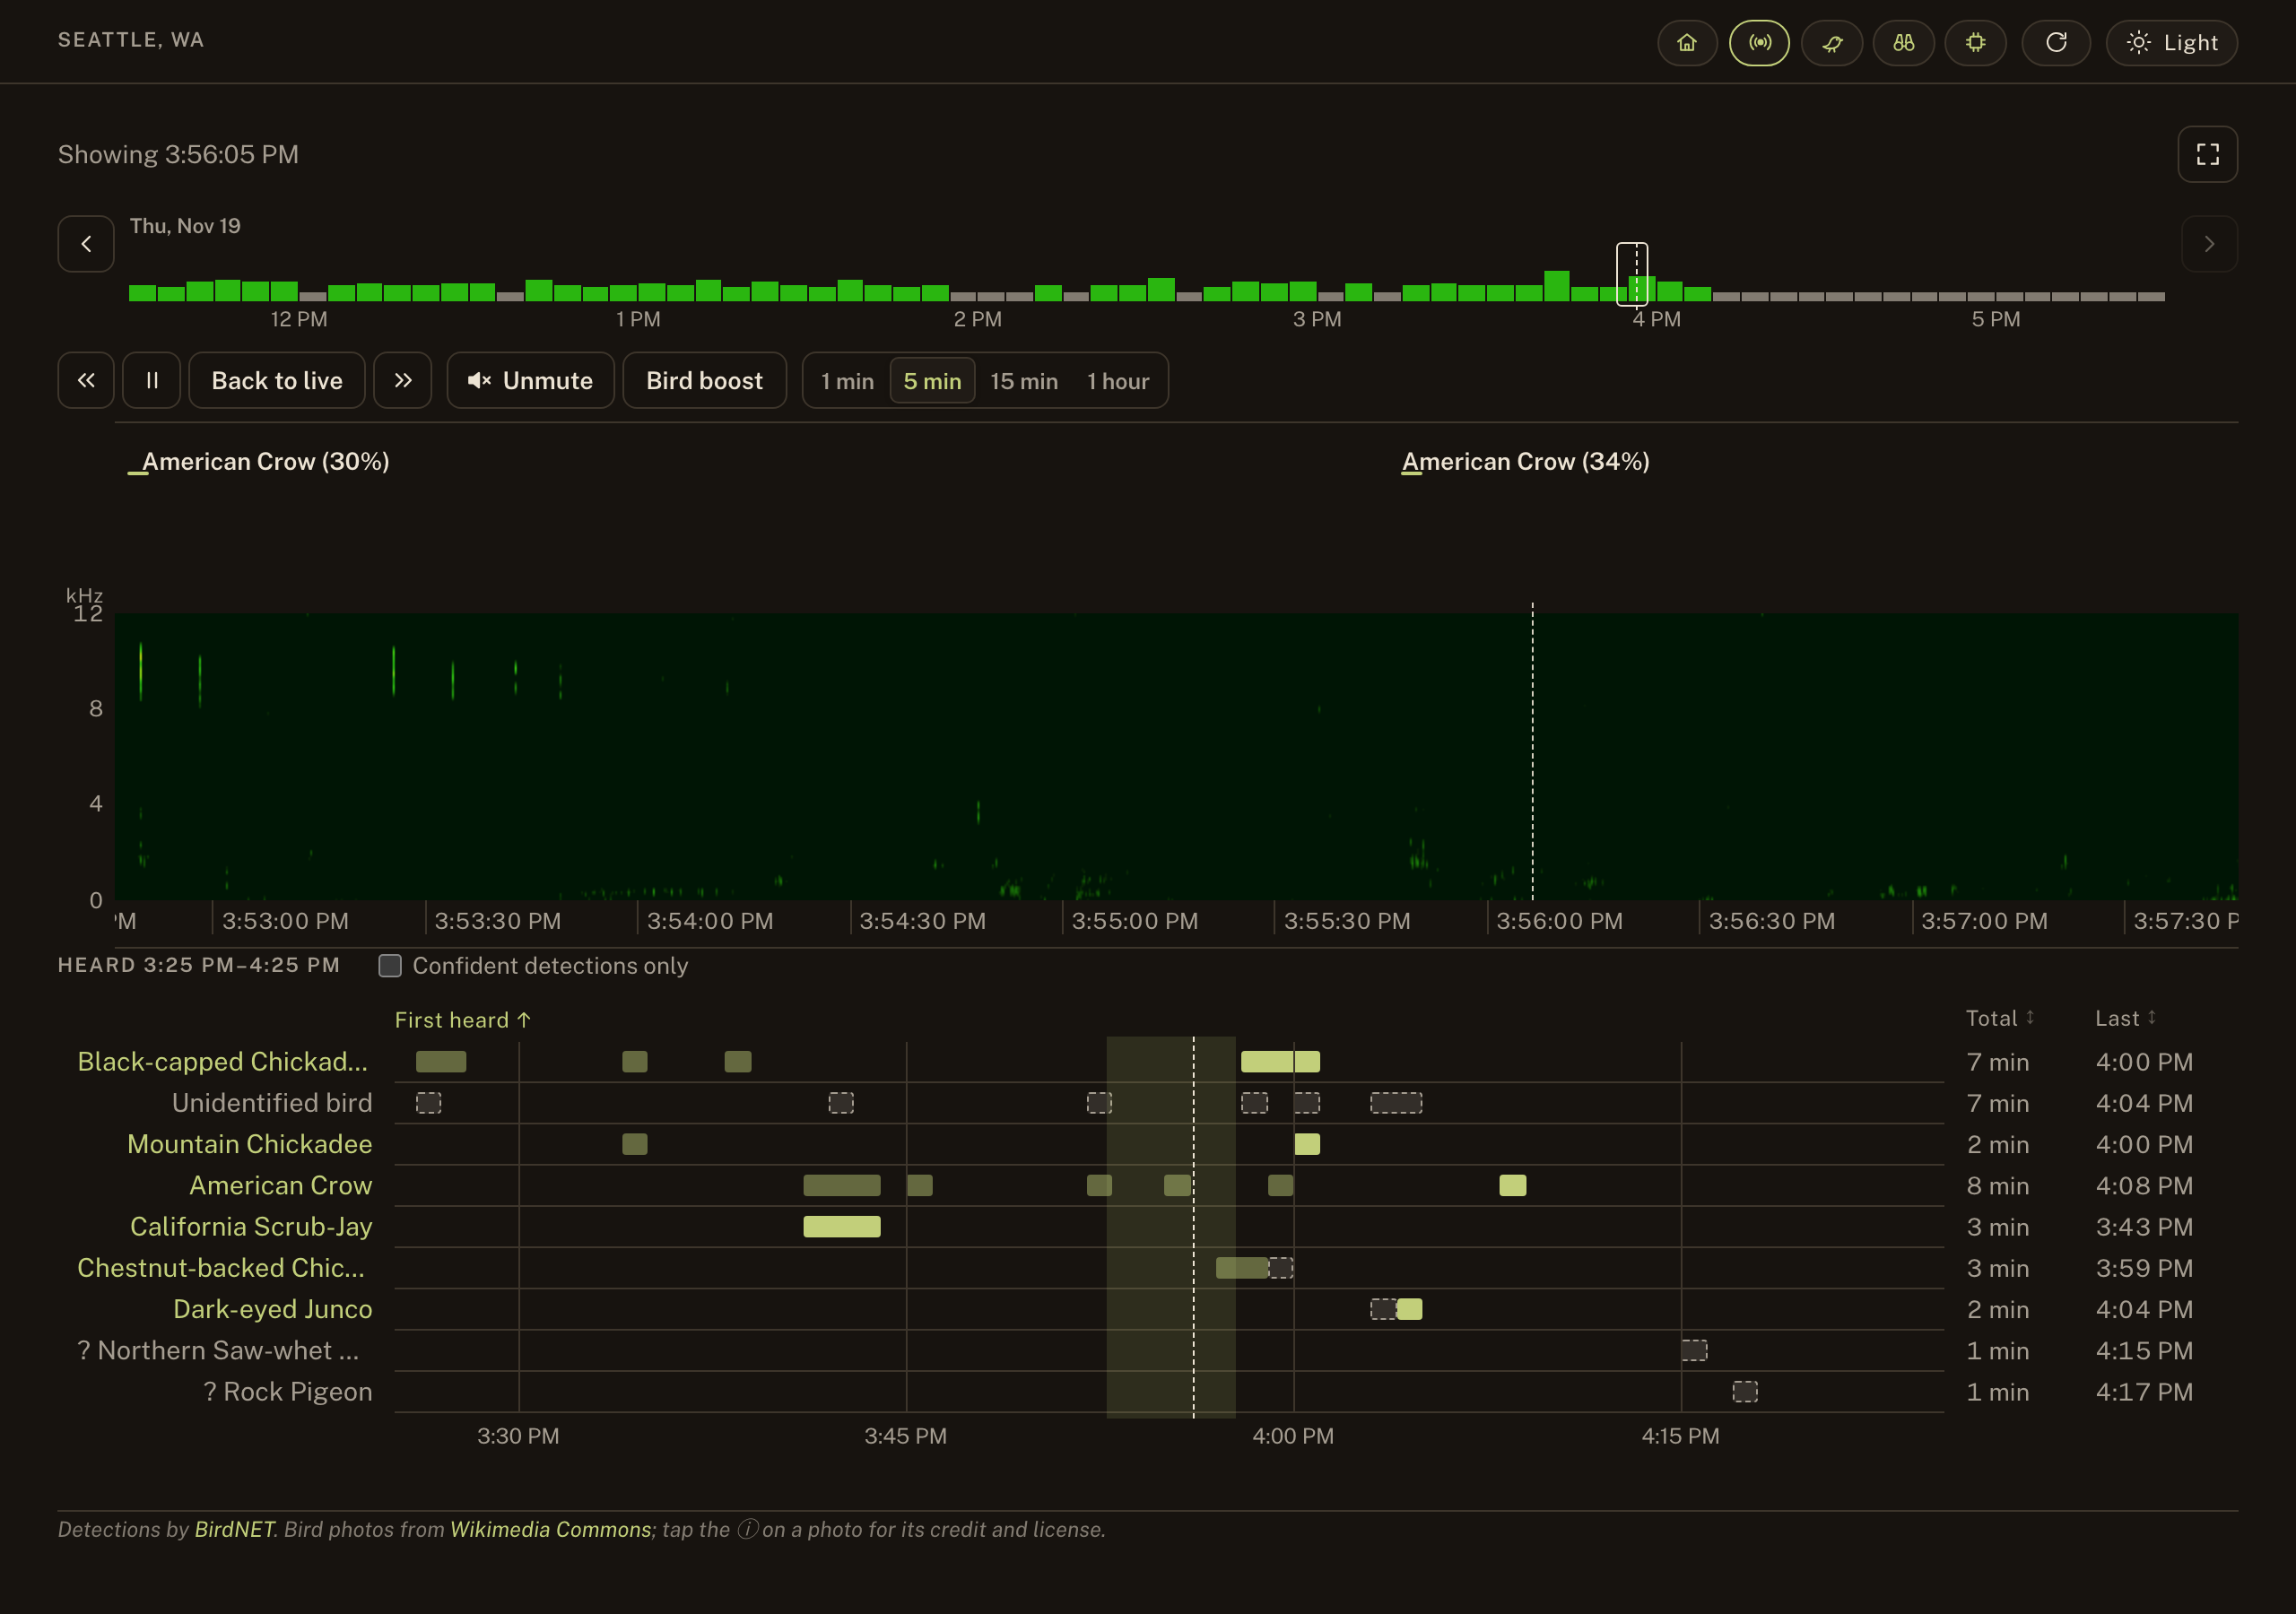 SEATTLE, WA
Light
Showing 3:56:05 PM
Thu, Nov 19
12 PM 1 PM 2 PM 3 PM 4 PM 5 PM
Back to live Unmute Bird boost 1 min 5 min 15 min 1 hour
American Crow (30%) American Crow (34%)
kHz
12
8
4
0
PM 3:53:00 PM 3:53:30 PM 3:54:00 PM 3:54:30 PM 3:55:00 PM 3:55:30 PM 3:56:00 PM 3:56:30 PM 3:57:00 PM 3:57:30 P
HEARD 3:25 PM–4:25 PM Confident detections only
First heard ↑ Total ↕ Last ↕
Black-capped Chickad... 7 min 4:00 PM
Unidentified bird 7 min 4:04 PM
Mountain Chickadee 2 min 4:00 PM
American Crow 8 min 4:08 PM
California Scrub-Jay 3 min 3:43 PM
Chestnut-backed Chic... 3 min 3:59 PM
Dark-eyed Junco 2 min 4:04 PM
? Northern Saw-whet ... 1 min 4:15 PM
? Rock Pigeon 1 min 4:17 PM
3:30 PM 3:45 PM 4:00 PM 4:15 PM
Detections by BirdNET. Bird photos from Wikimedia Commons; tap the ⓘ on a photo for its credit and license.